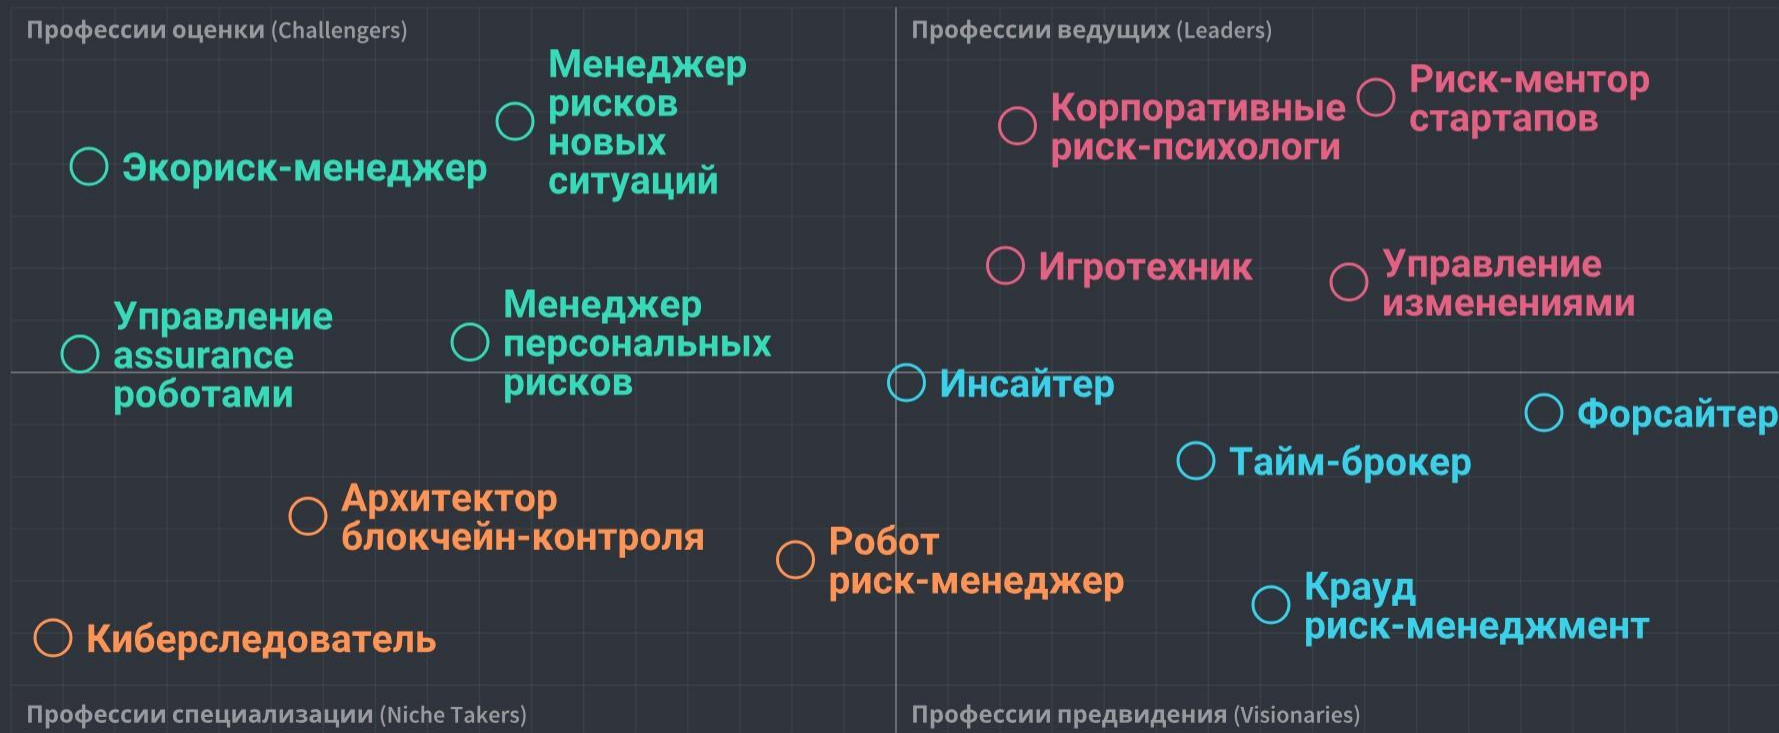 Профессии оценки (Challengers)
Менеджер
рисков
новых
ситуаций
Экориск-менеджер
Управление
assurance
роботами
Менеджер
персональных
рисков
Профессии ведущих (Leaders)
Корпоративные
риск-психологи
Риск-ментор
стартапов
Игротехник
Управление
изменениями
Архитектор
блокчейн-контроля
Робот
риск-менеджер
Киберследователь
Профессии специализации (Niche Takers)
Инсайтер
Форсайтер
Тайм-брокер
Крауд
риск-менеджмент
Профессии предвидения (Visionaries)